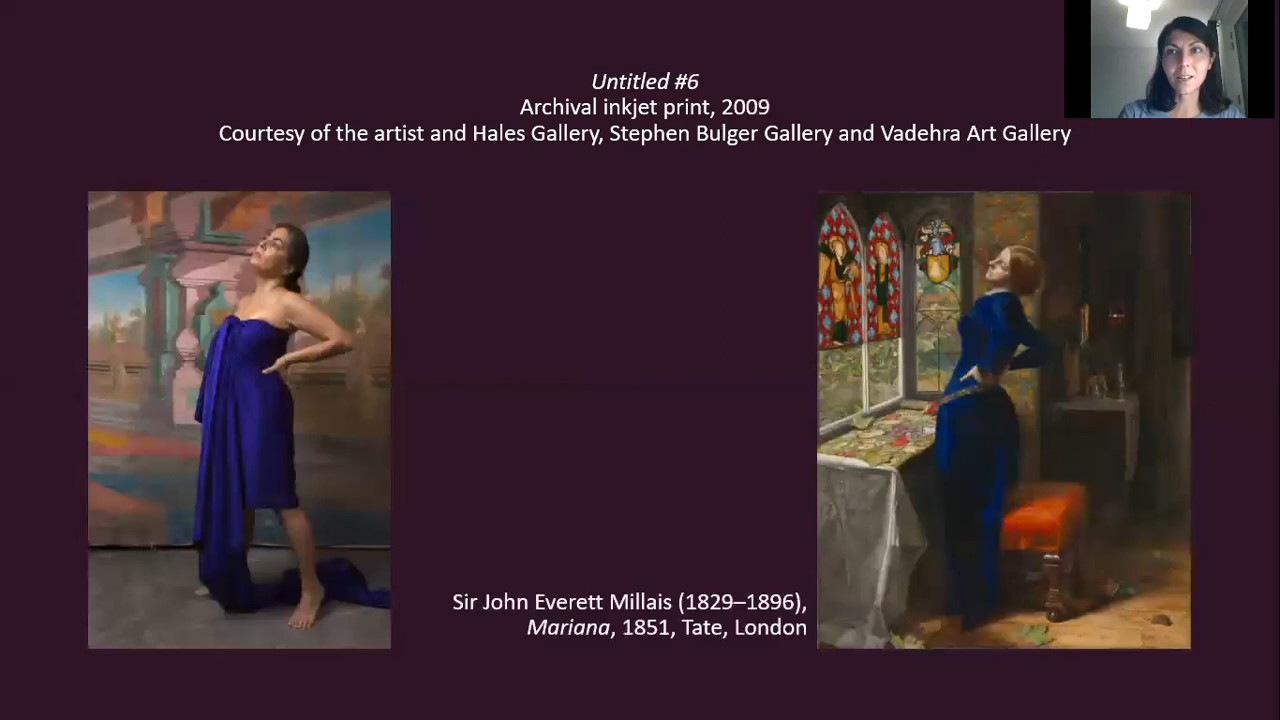 Untitled #6
Archival inkjet print, 2009
Courtesy of the artist and Hales Gallery, Stephen Bulger Gallery and Vadehra Art Gallery
Sir John Everett Millais (1829–1896),
Mariana, 1851, Tate, London